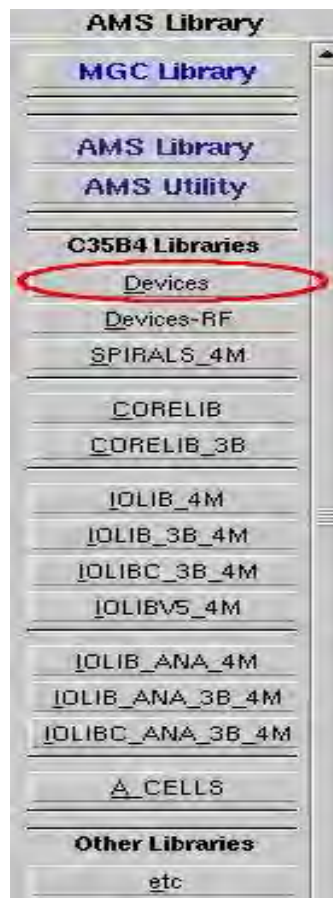 AMS Library
MGC Library
AMS Library
AMS Utility
C35B4 Libraries
Devices
Devices-RF
SPIRALS_4M
CORELIB
CORELIB_3B
IOLIB_4M
IOLIB_3B_4M
IOLIBC_3B_4M
IOLIBV5_4M
IOLIB_ANA_4M
IOLIB_ANA_3B_4M
IOLIBC_ANA_3B_4M
A_CELLS
Other Libraries
etc